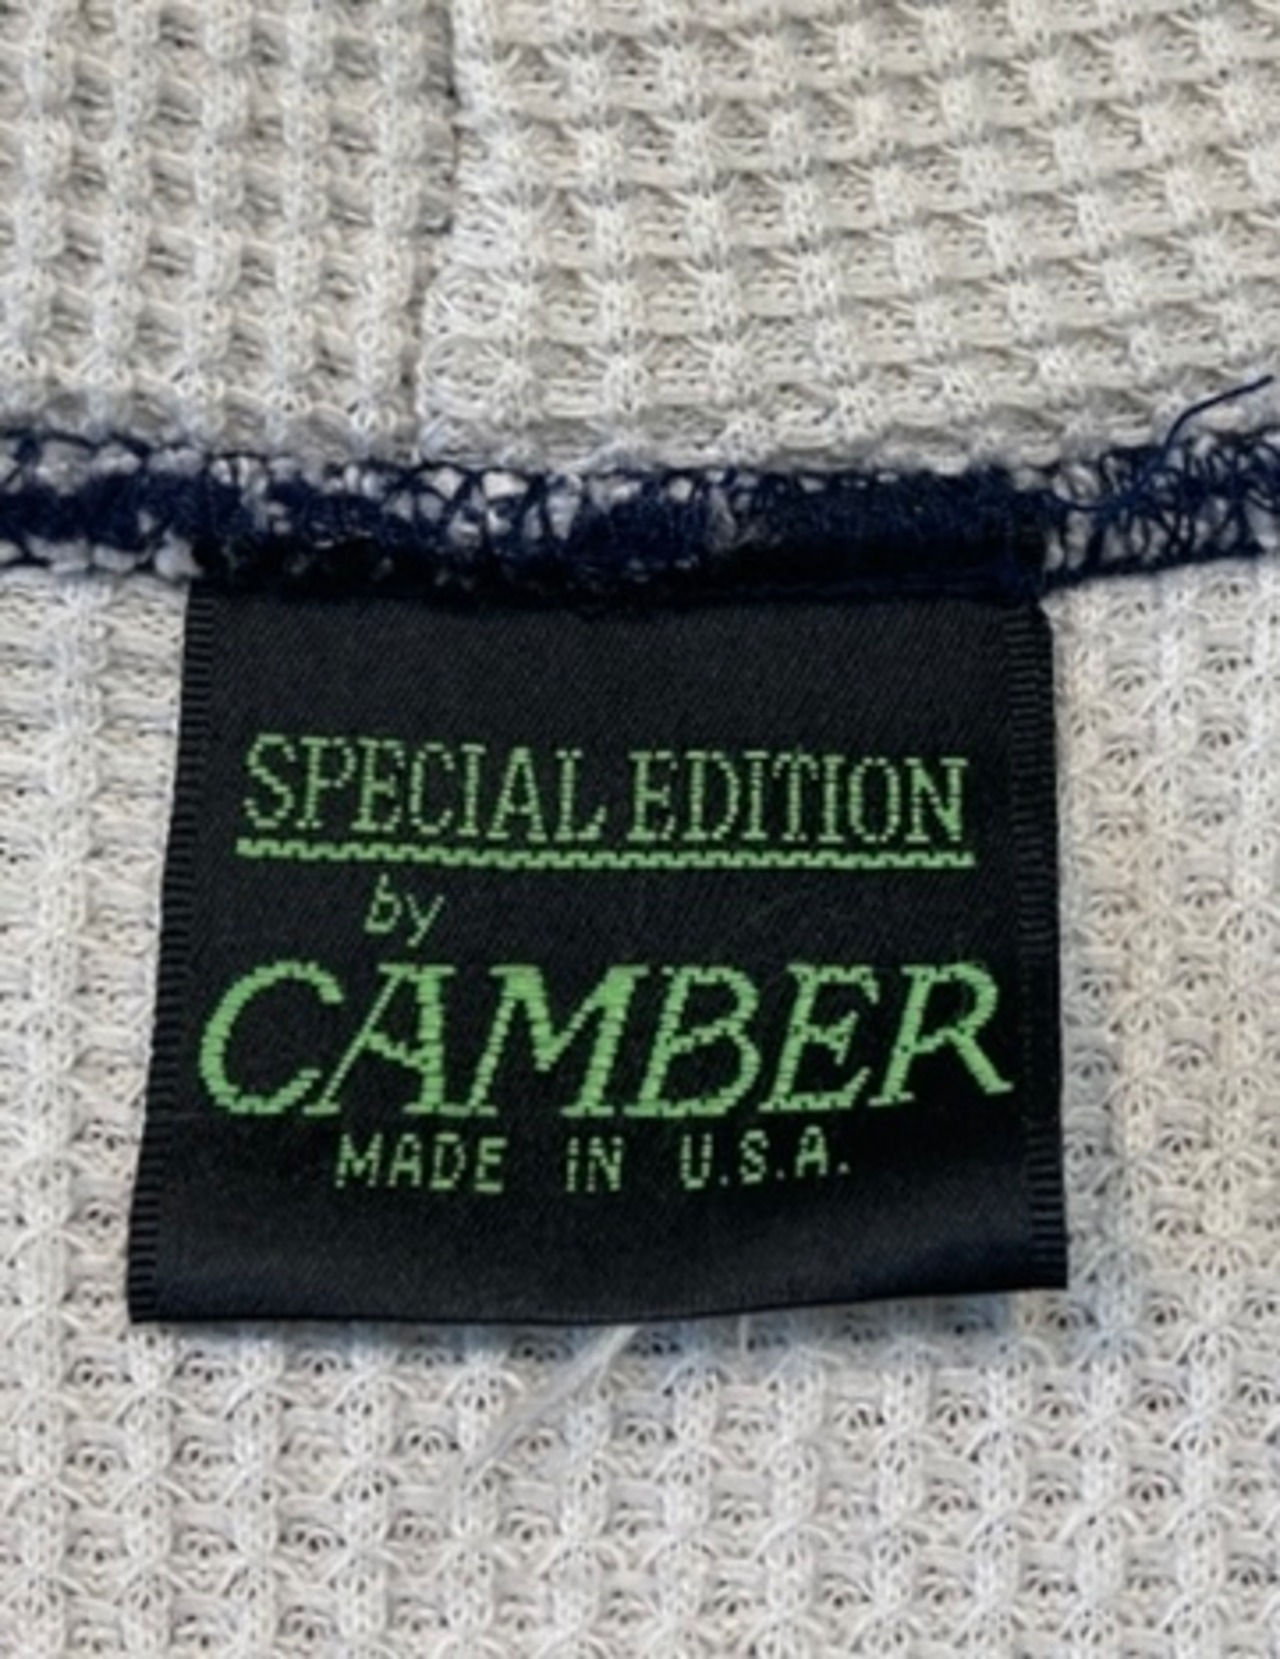 SPECIAL EDITION
by
CAMBER
MADE IN U.S.A.